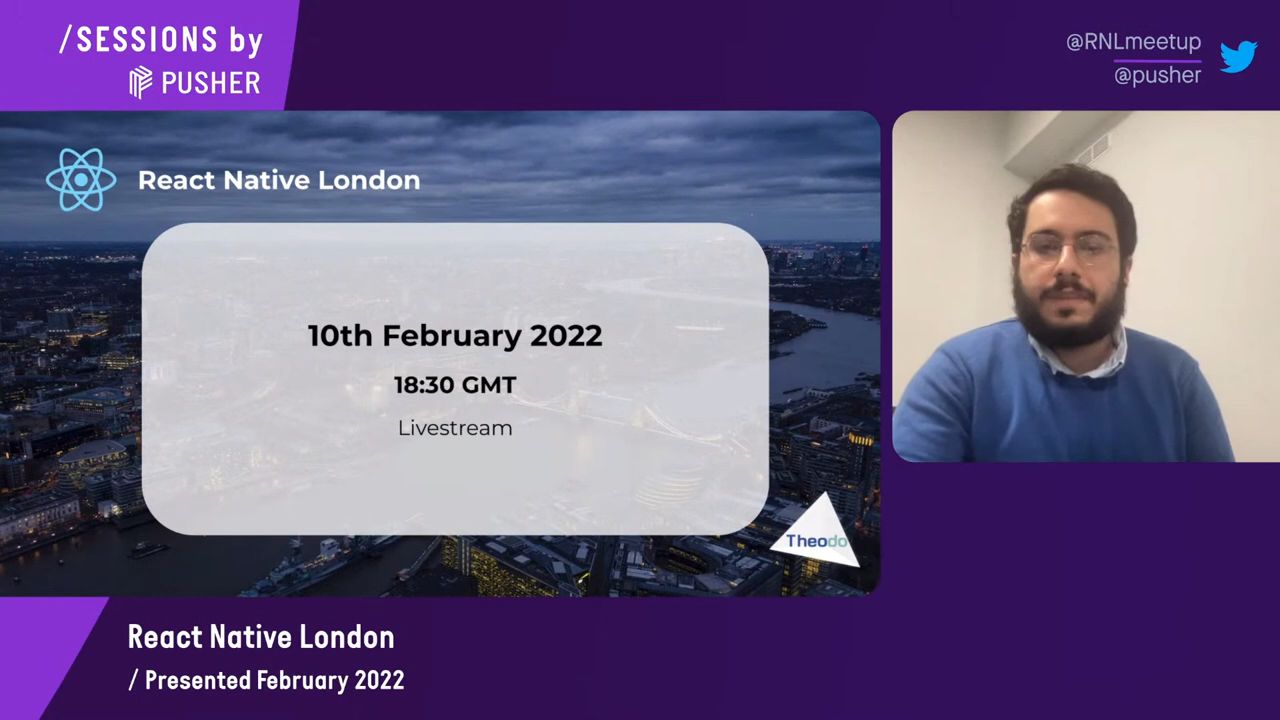 /SESSIONS by
PUSHER
@RNLmeetup
@pusher
React Native London
10th February 2022
18:30 GMT
Livestream
Theodo
React Native London
/ Presented February 2022